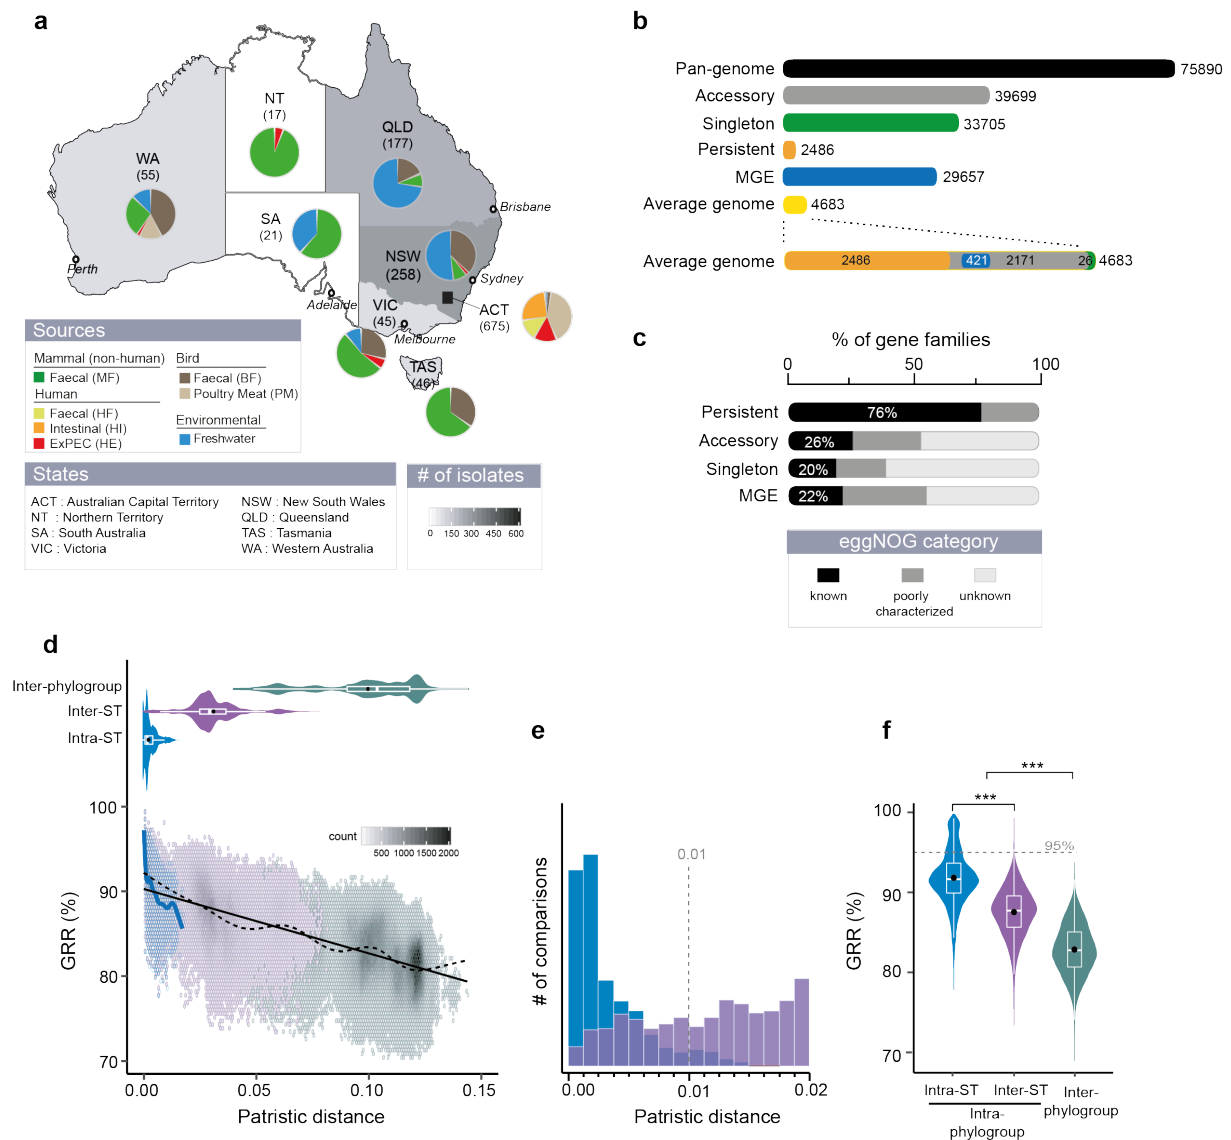 a
NT
(17)
QLD
(177)
WA
(55)
SA
(21)
NSW
(258)
VIC
(45)
ACT
(675)
TAS
(46)
Brisbane
Sydney
Perth
Adelaide
Melbourne
Sources
Mammal (non-human)
Faecal (MF)
Human
Faecal (HF)
Intestinal (HI)
ExPEC (HE)
Bird
Faecal (BF)
Poultry Meat (PM)
Environmental
Freshwater
States
ACT : Australian Capital Territory
NT : Northern Territory
SA : South Australia
VIC : Victoria
NSW : New South Wales
QLD : Queensland
TAS : Tasmania
WA : Western Australia
# of isolates
0 150 300 450 600
b
Pan-genome 75890
Accessory 39699
Singleton 33705
Persistent 2486
MGE 29657
Average genome 4683
Average genome 2486 421 2171 26 4683
c
% of gene families
0 50 100
Persistent 76%
Accessory 26%
Singleton 20%
MGE 22%
eggNOG category
known
poorly
characterized
unknown
d
Inter-phylogroup
Inter-ST
Intra-ST
count
500 1000 1500 2000
GRR (%)
100
90
80
70
0.00 0.05 0.10 0.15
Patristic distance
e
# of comparisons
0.01
0.00 0.01 0.02
Patristic distance
f
***
***
95%
GRR (%)
100
90
80
70
Intra-ST Inter-ST
Intra-
phylogroup
Inter-
phylogroup